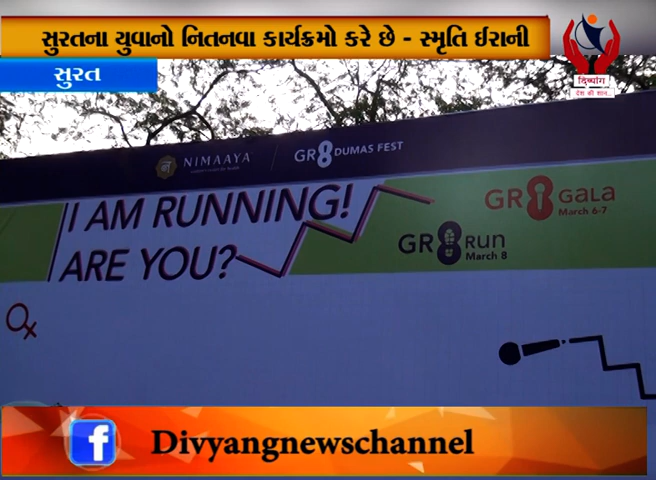 સુરતના યુવાનો નિતનવા કાર્યક્રમો કરે છે - સ્મૃતિ ઈરાની
સુરત
दिव्यांग
देश की शान...
NIMAAYA
GR8 DUMAS FEST
I AM RUNNING!
ARE YOU?
GR8 GALA
March 6-7
GR8 RUN
March 8
f Divyangnewschannel